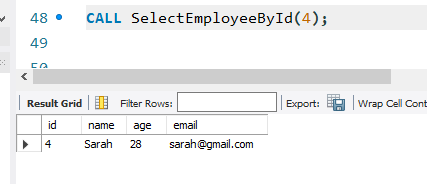 48 CALL SelectEmployeeById(4);
49
Result Grid Filter Rows: Export: Wrap Cell Cont
id name age email
4 Sarah 28 sarah@gmail.com